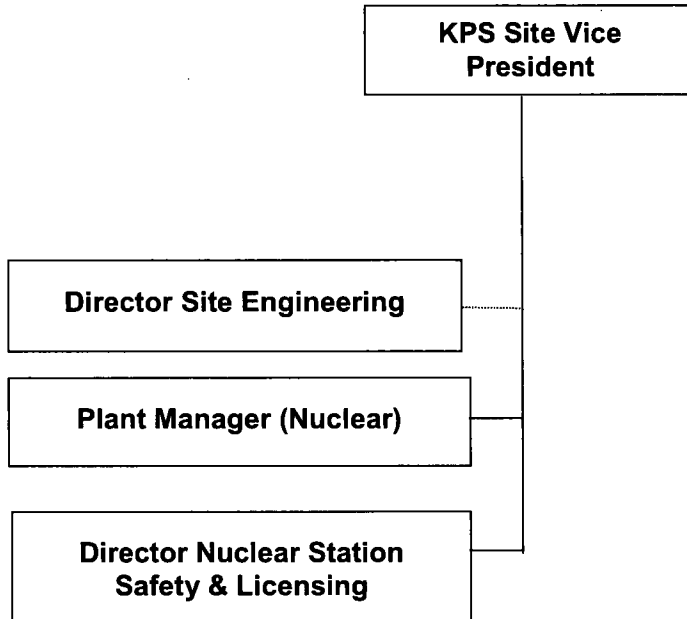 KPS Site Vice
President
Director Site Engineering
Plant Manager (Nuclear)
Director Nuclear Station
Safety & Licensing